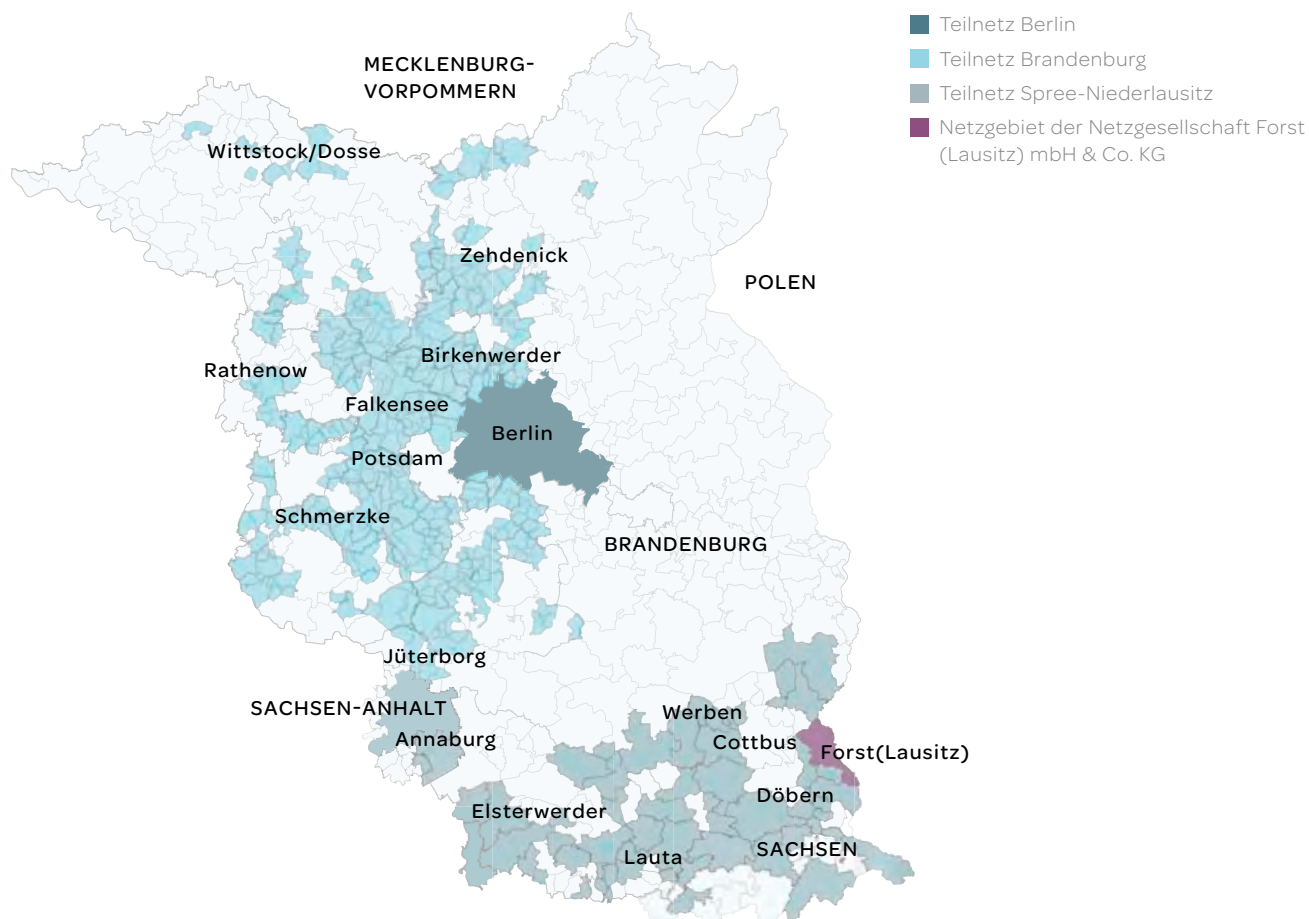 Teilnetz Berlin
Teilnetz Brandenburg
Teilnetz Spree-Niederlausitz
Netzgebiet der Netzgesellschaft Forst
(Lausitz) mbH & Co. KG
MECKLENBURG-
VORPOMMERN
Wittstock/Dosse
Zehdenick
POLEN
Birkenwerder
Rathenow
Falkensee
Berlin
Potsdam
Schmerzke
BRANDENBURG
Jüterborg
SACHSEN-ANHALT
Werben
Annaburg
Cottbus
Forst(Lausitz)
Döbern
Elsterwerder
SACHSEN
Lauta